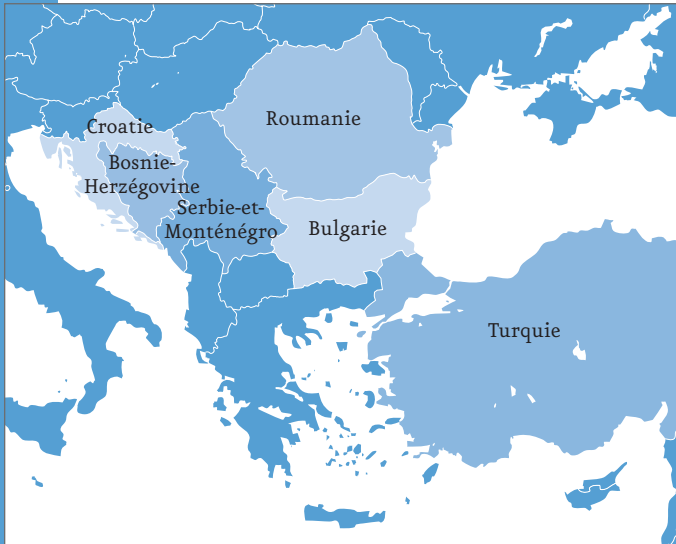 Croatie
Roumanie
Bosnie-
Herzégovine
Serbie-et-
Monténégro
Bulgarie
Turquie